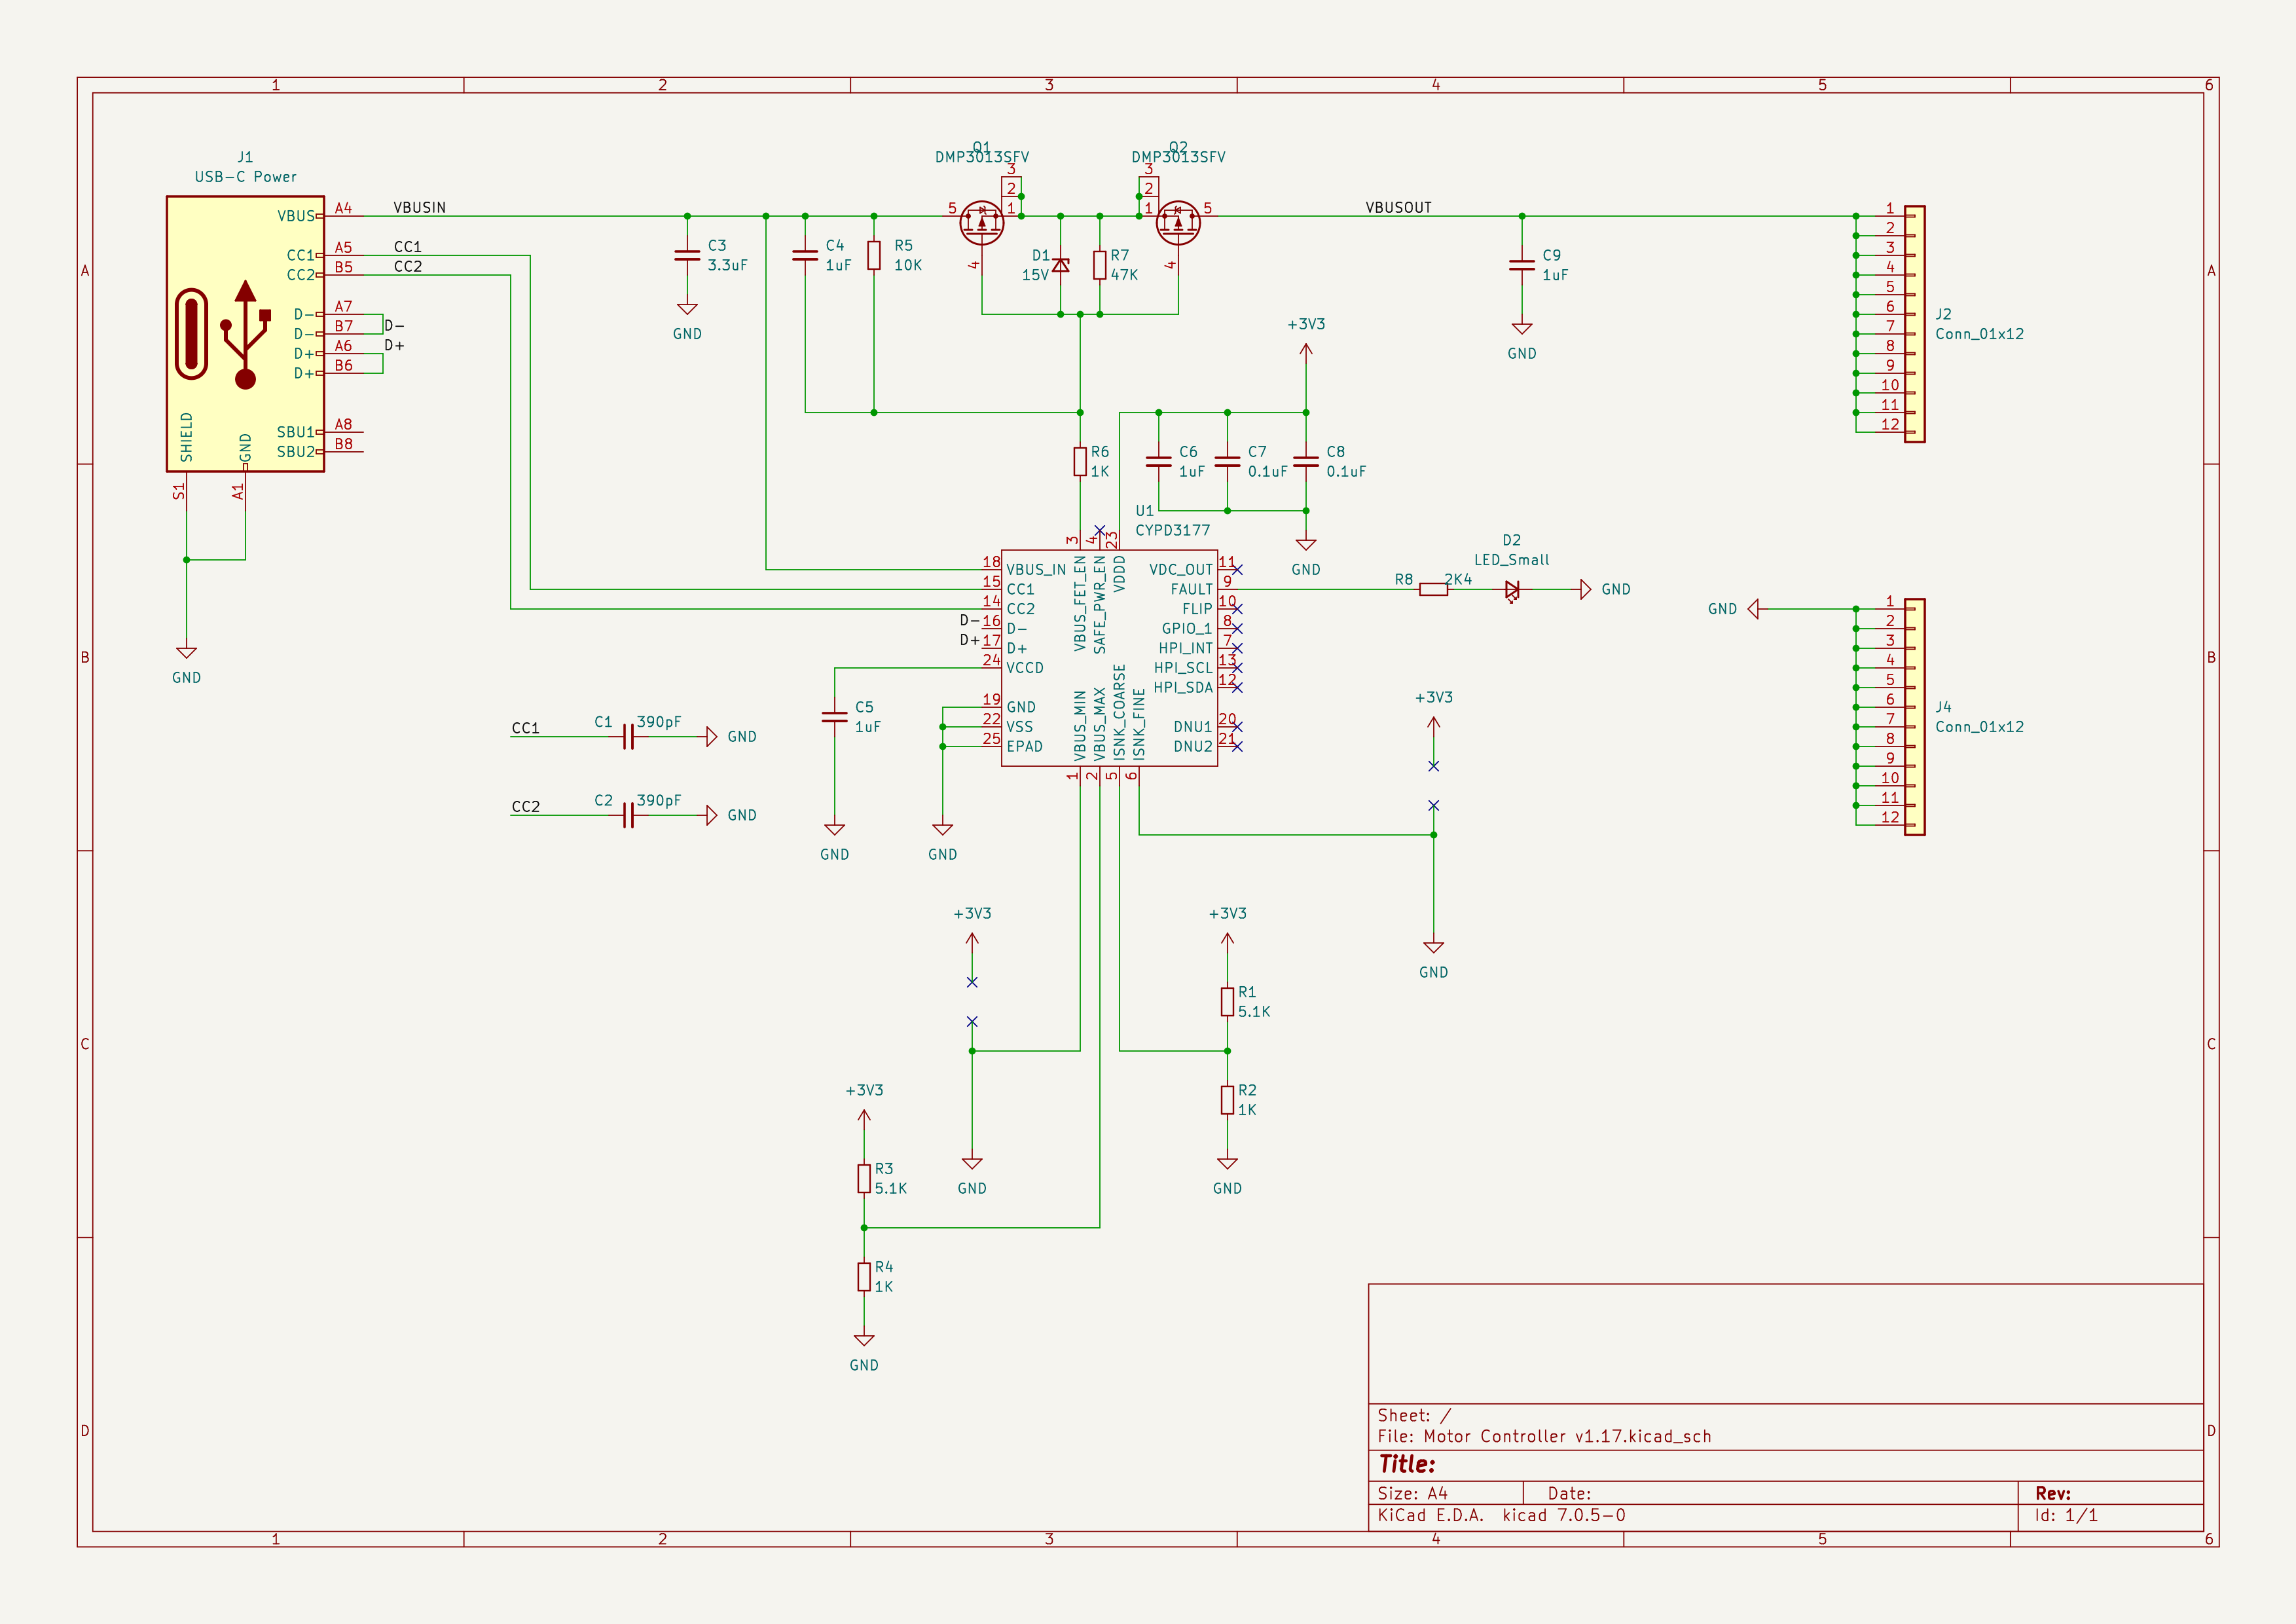 1 2 3 4 5 6
A A
B B
C C
D D
J1
USB-C Power
VBUS A4 VBUSIN
CC1 A5 CC1
CC2 B5 CC2
D- A7
D- B7 D-
D+ A6 D+
D+ B6
SBU1 A8
SBU2 B8
SHIELD GND
S1 A1
GND
C3
3.3uF
GND
C4
1uF
R5
10K
Q1
DMP3013SFV
3
2
5 1
4
D1
15V
R7
47K
Q2
DMP3013SFV
3
2
1 5
4
VBUSOUT
C9
1uF
GND
J2
Conn_01x12
1
2
3
4
5
6
7
8
9
10
11
12
+3V3
R6
1K
C6
1uF
C7
0.1uF
C8
0.1uF
GND
U1
CYPD3177
3 4 23
VBUS_FET_EN SAFE_PWR_EN VDDD
18 VBUS_IN
15 CC1
14 CC2
D- 16 D-
D+ 17 D+
24 VCCD
19 GND
22 VSS
25 EPAD
VDC_OUT 11
FAULT 9
FLIP 10
GPIO_1 8
HPI_INT 7
HPI_SCL 13
HPI_SDA 12
DNU1 20
DNU2 21
VBUS_MIN VBUS_MAX ISNK_COARSE ISNK_FINE
1 2 5 6
R8 2K4
D2
LED_Small
GND
GND
J4
Conn_01x12
1
2
3
4
5
6
7
8
9
10
11
12
CC1 C1 390pF GND
CC2 C2 390pF GND
C5
1uF
GND
GND
+3V3
GND
+3V3
GND
+3V3
R1
5.1K
R2
1K
GND
+3V3
R3
5.1K
R4
1K
GND
Sheet: /
File: Motor Controller v1.17.kicad_sch
Title:
Size: A4 Date: Rev:
KiCad E.D.A. kicad 7.0.5-0 Id: 1/1
1 2 3 4 5 6